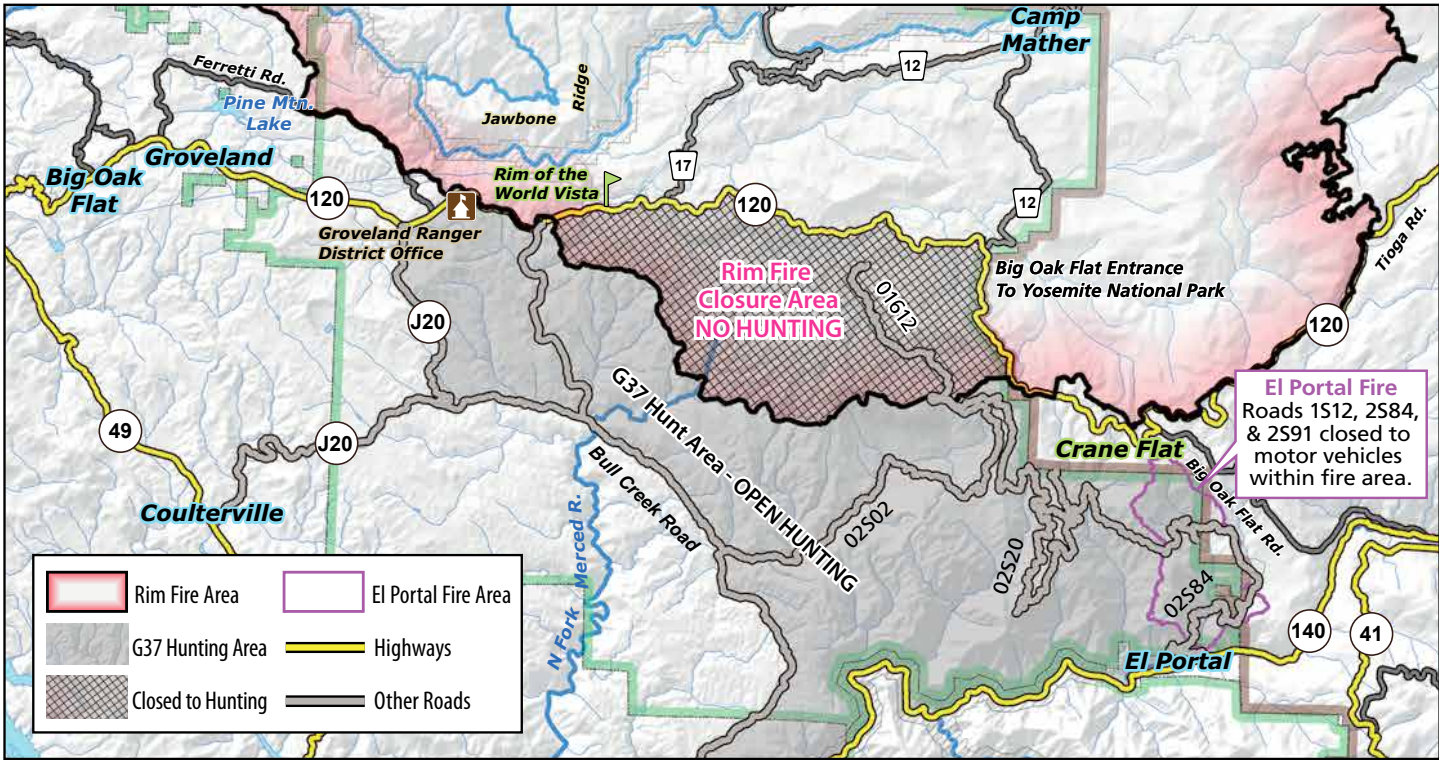 Camp
Mather
Ferretti Rd.
12
Pine Mtn.
Lake
Jawbone
Ridge
Groveland
Big Oak
Flat
Rim of the
World Vista
17
120
120
12
Groveland Ranger
District Office
Big Oak Flat Entrance
To Yosemite National Park
Tioga Rd.
Rim Fire
Closure Area
NO HUNTING
01612
J20
120
El Portal Fire
Roads 1S12, 2S84,
& 2S91 closed to
motor vehicles
within fire area.
G37 Hunt Area - OPEN HUNTING
49
J20
Crane Flat
Big Oak Flat Rd.
Bull Creek Road
Coulterville
02S02
02S20
02S84
N Fork Merced R.
140
41
El Portal
Rim Fire Area
El Portal Fire Area
G37 Hunting Area
Highways
Closed to Hunting
Other Roads